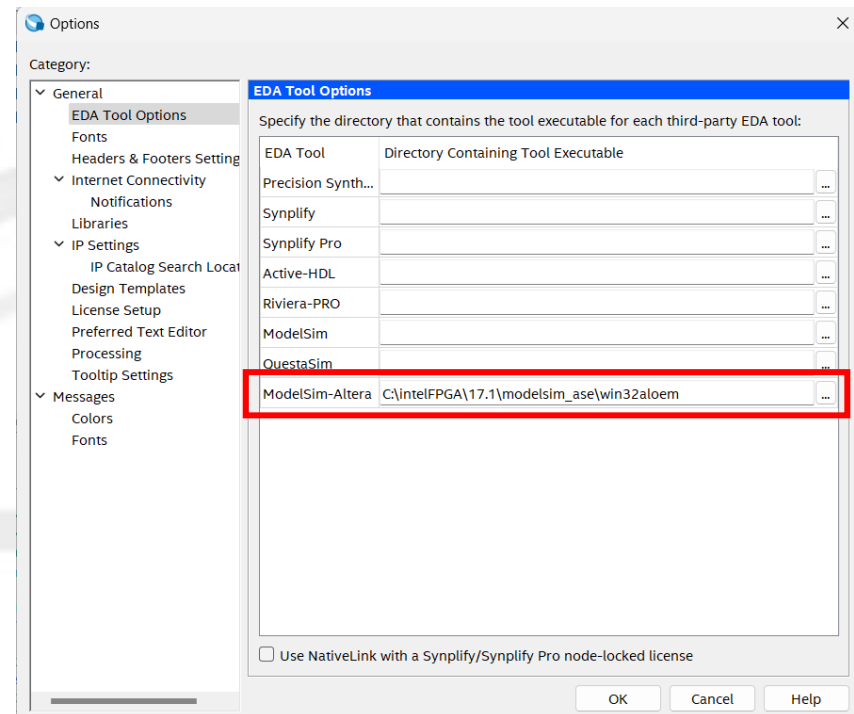 Options
Category:
General
EDA Tool Options
Fonts
Headers & Footers Setting
Internet Connectivity
Notifications
Libraries
IP Settings
IP Catalog Search Locat
Design Templates
License Setup
Preferred Text Editor
Processing
Tooltip Settings
Messages
Colors
Fonts
EDA Tool Options
Specify the directory that contains the tool executable for each third-party EDA tool:
EDA Tool Directory Containing Tool Executable
Precision Synth... ...
Synplify ...
Synplify Pro ...
Active-HDL ...
Riviera-PRO ...
ModelSim ...
QuestaSim ...
ModelSim-Altera C:\intelFPGA\17.1\modelsim_ase\win32aloem ...
Use NativeLink with a Synplify/Synplify Pro node-locked license
OK Cancel Help